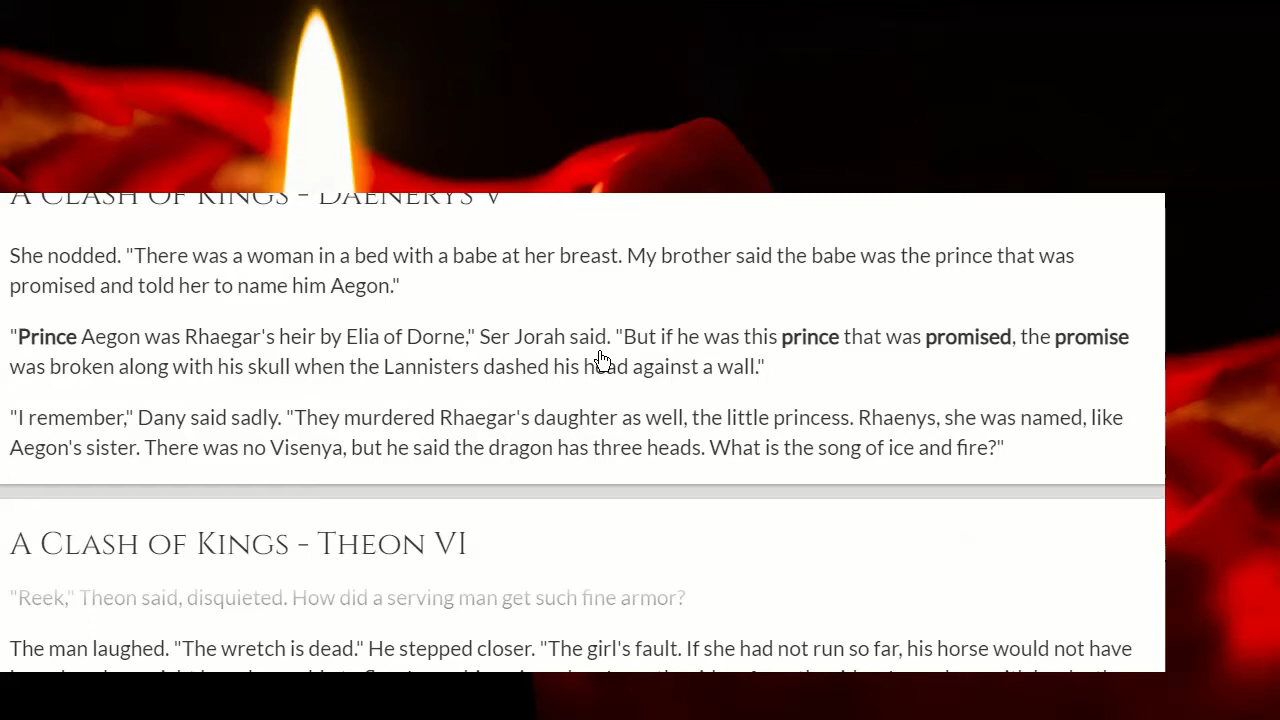 A Clash of Kings - Daenerys V
She nodded. "There was a woman in a bed with a babe at her breast. My brother said the babe was the prince that was
promised and told her to name him Aegon."
"Prince Aegon was Rhaegar's heir by Elia of Dorne," Ser Jorah said. "But if he was this prince that was promised, the promise
was broken along with his skull when the Lannisters dashed his head against a wall."
"I remember," Dany said sadly. "They murdered Rhaegar's daughter as well, the little princess. Rhaenys, she was named, like
Aegon's sister. There was no Visenya, but he said the dragon has three heads. What is the song of ice and fire?"
A Clash of Kings - Theon VI
"Reek," Theon said, disquieted. How did a serving man get such fine armor?
The man laughed. "The wretch is dead." He stepped closer. "The girl's fault. If she had not run so far, his horse would not have